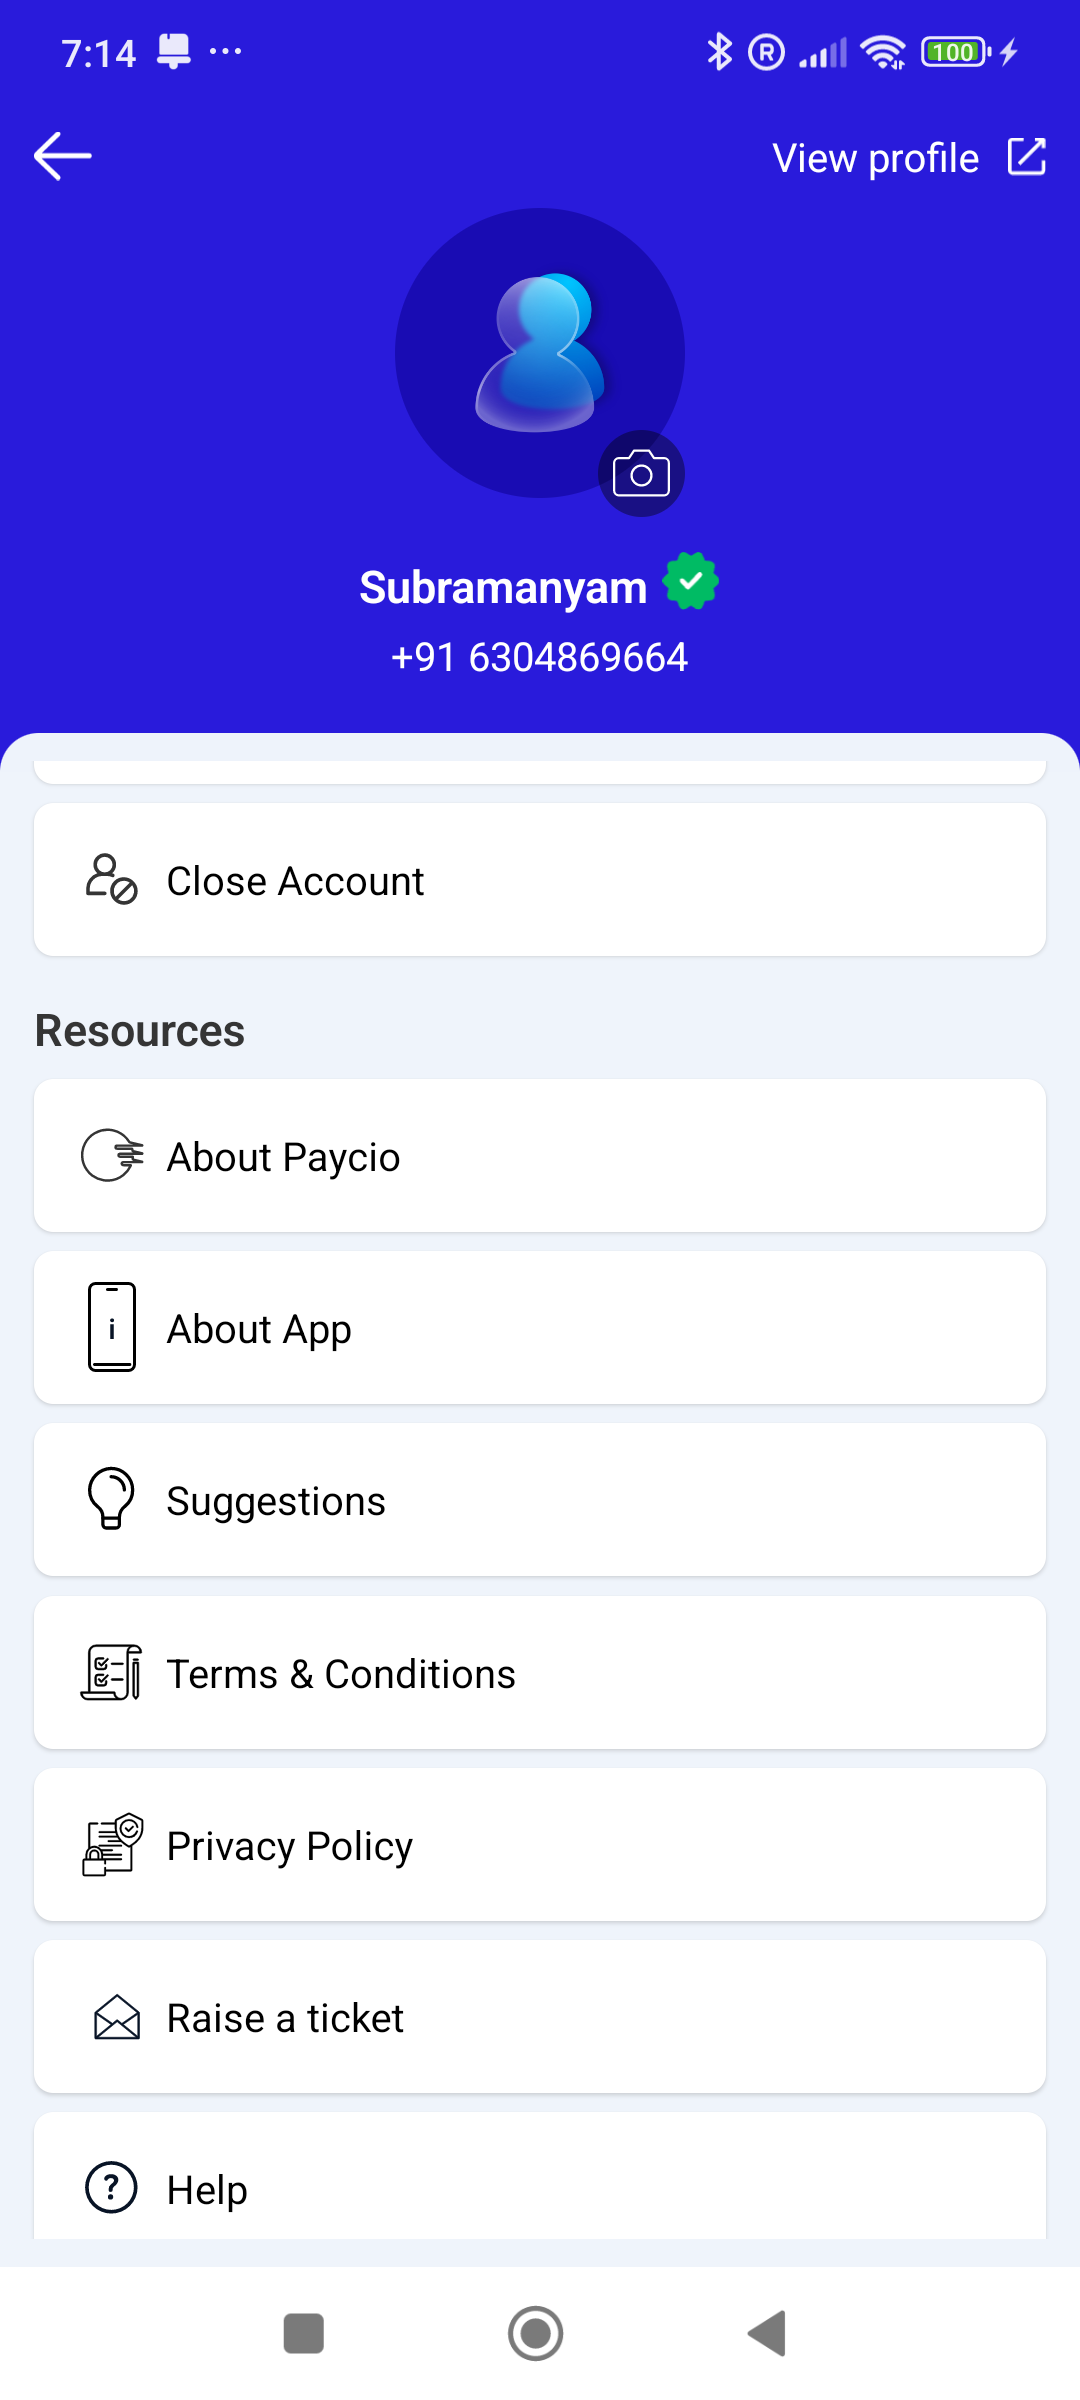 7:14 ... R 100
View profile
Subramanyam
+91 6304869664
Close Account
Resources
About Paycio
i About App
Suggestions
Terms & Conditions
Privacy Policy
Raise a ticket
? Help